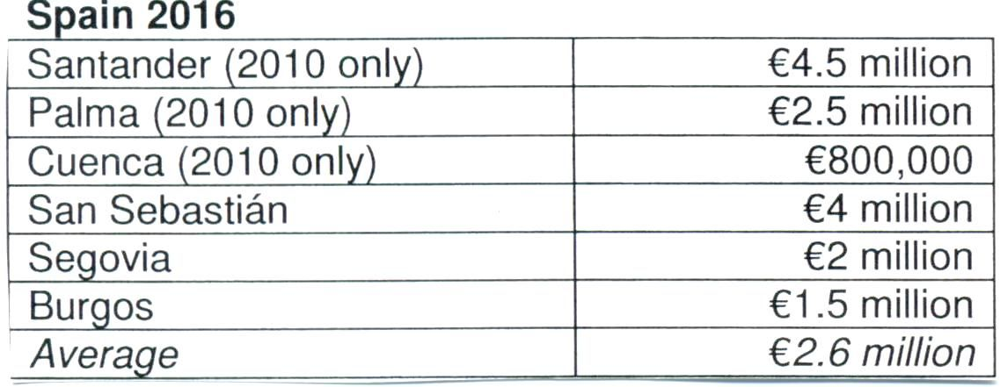 Spain 2016
Santander (2010 only) €4.5 million
Palma (2010 only) €2.5 million
Cuenca (2010 only) €800,000
San Sebastián €4 million
Segovia €2 million
Burgos €1.5 million
Average €2.6 million